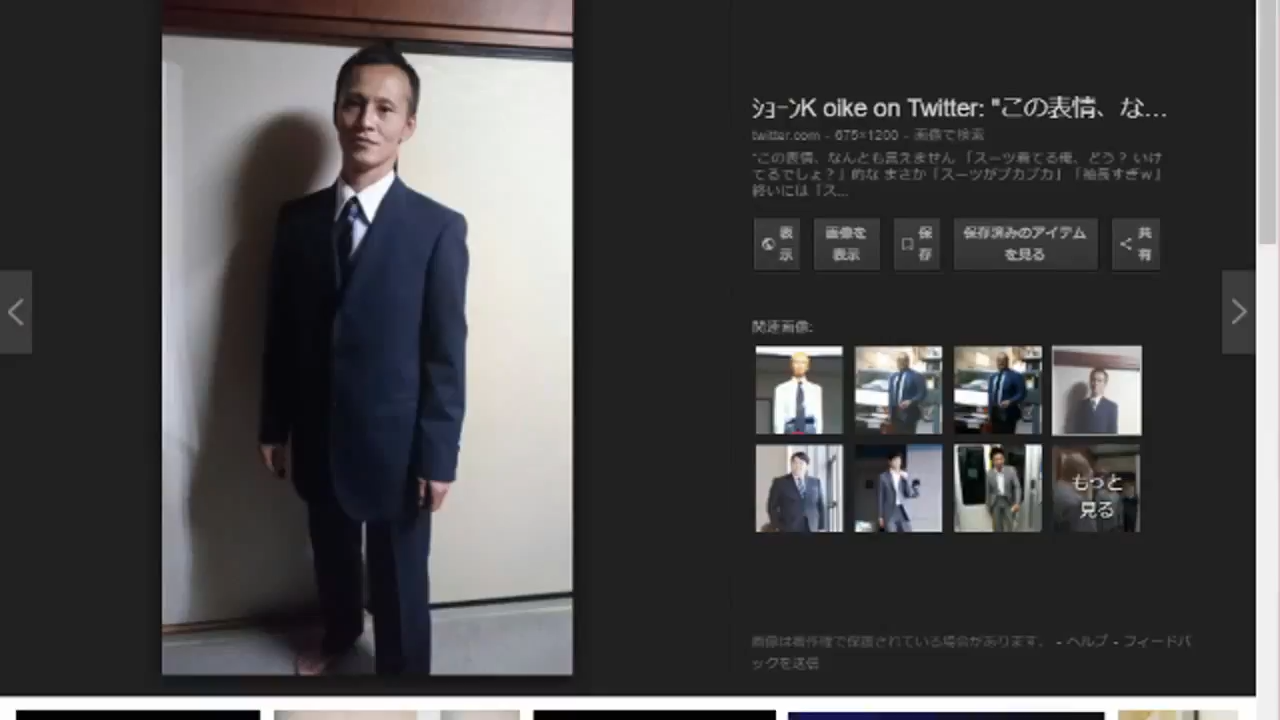 ｼｮｰﾝK oike on Twitter: "この表情、な...
twitter.com - 675×1200 - 画像で検索
"この表情、なんとも言えません 「スーツ着てる俺、どう？ いけ
てるでしょ？」的な まさか「スーツがブカブカ」「袖長すぎｗ」
終いには「ス...
表示
画像を
表示
保存
保存済みのアイテム
を見る
共有
関連画像:
もっと
見る
画像は著作権で保護されている場合があります。 - ヘルプ - フィードバ
ックを送信